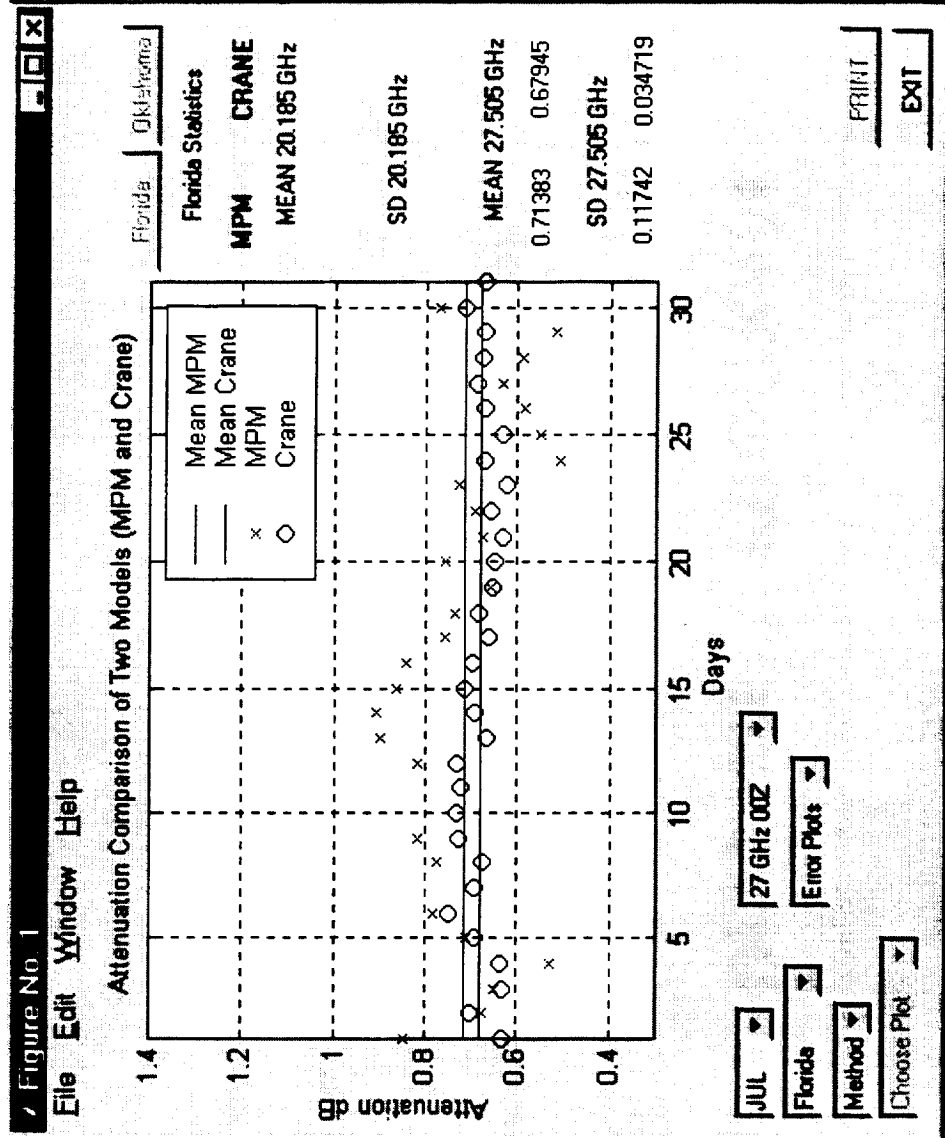 Figure No. 1
File Edit Window Help
Attenuation Comparison of Two Models (MPM and Crane)
Mean MPM
Mean Crane
MPM
Crane
Attenuation dB
1.4
1.2
1
0.8
0.6
0.4
5 10 15 20 25 30
Days
Florida Oklahoma
Florida Statistics
MPM CRANE
MEAN 20.185 GHz
SD 20.185 GHz
MEAN 27.505 GHz
0.71383 0.67945
SD 27.505 GHz
0.11742 0.034719
PRINT
EXIT
JUL
27 GHz 00Z
Florida
Error Plots
Method
Choose Plot